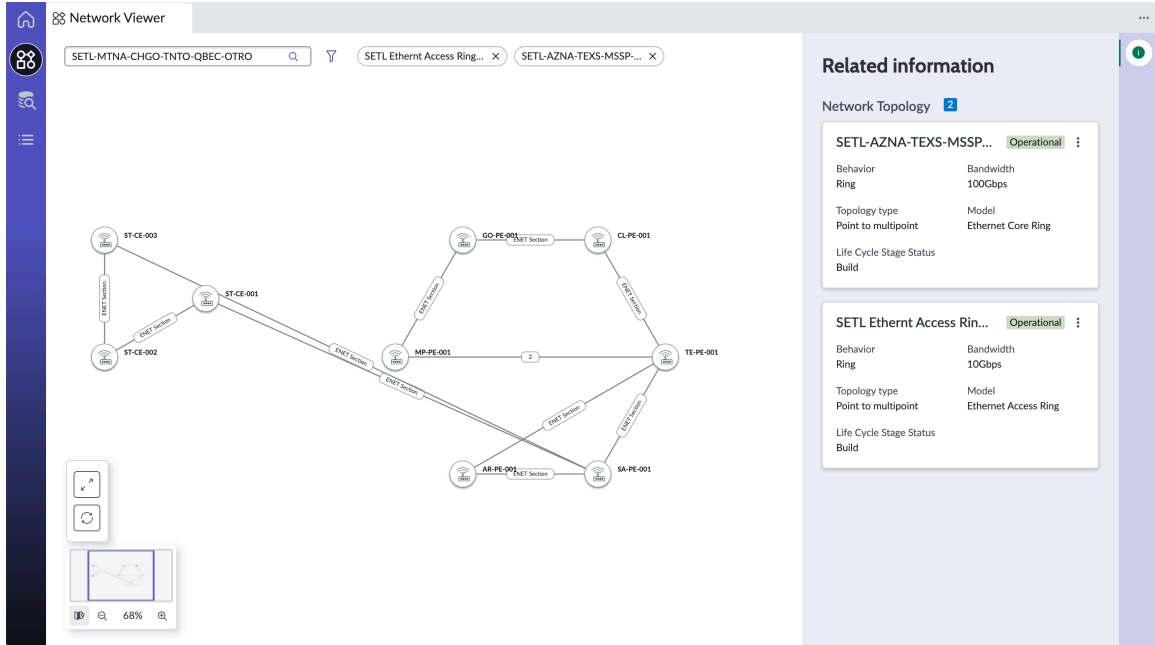 Network Viewer
SETL-MTNA-CHGO-TNTO-QBEC-OTRO
SETL Ethernt Access Ring...
SETL-AZNA-TEXS-MSSP-...
ST-CE-003
ENET Section
ST-CE-001
ENET Section
ST-CE-002
ENET Section
ENET Section
GO-PE-001
ENET Section
CL-PE-001
ENET Section
ENET Section
MP-PE-001
2
TE-PE-001
ENET Section
ENET Section
AR-PE-001
ENET Section
SA-PE-001
68%
Related information
Network Topology 2
SETL-AZNA-TEXS-MSSP... Operational
Behavior Bandwidth
Ring 100Gbps
Topology type Model
Point to multipoint Ethernet Core Ring
Life Cycle Stage Status
Build
SETL Ethernt Access Rin... Operational
Behavior Bandwidth
Ring 10Gbps
Topology type Model
Point to multipoint Ethernet Access Ring
Life Cycle Stage Status
Build